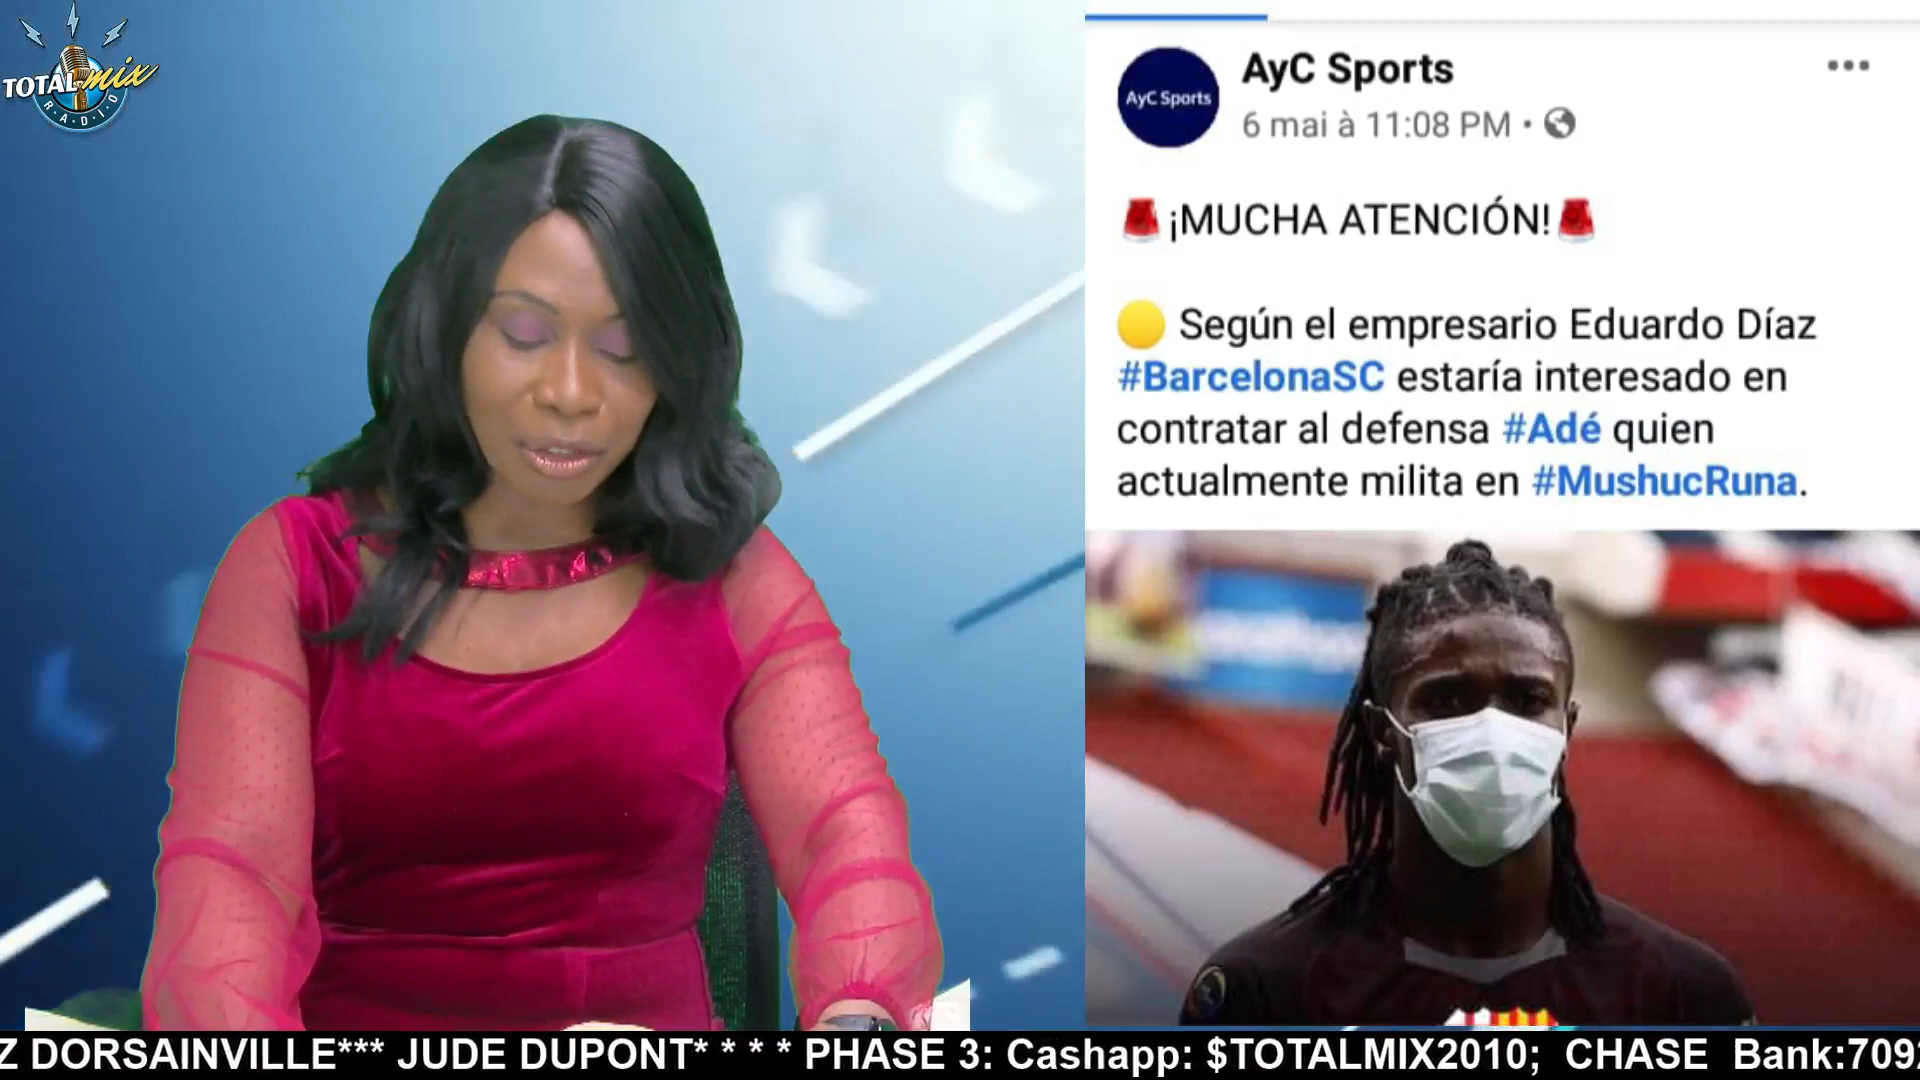 TOTAL mix
RADIO
AyC Sports
AyC Sports
6 mai à 11:08 PM •
🚨¡MUCHA ATENCIÓN!🚨
🟡 Según el empresario Eduardo Díaz
#BarcelonaSC estaría interesado en
contratar al defensa #Adé quien
actualmente milita en #MushucRuna.
Z DORSAINVILLE*** JUDE DUPONT* * * * PHASE 3: Cashapp: $TOTALMIX2010; CHASE Bank:709